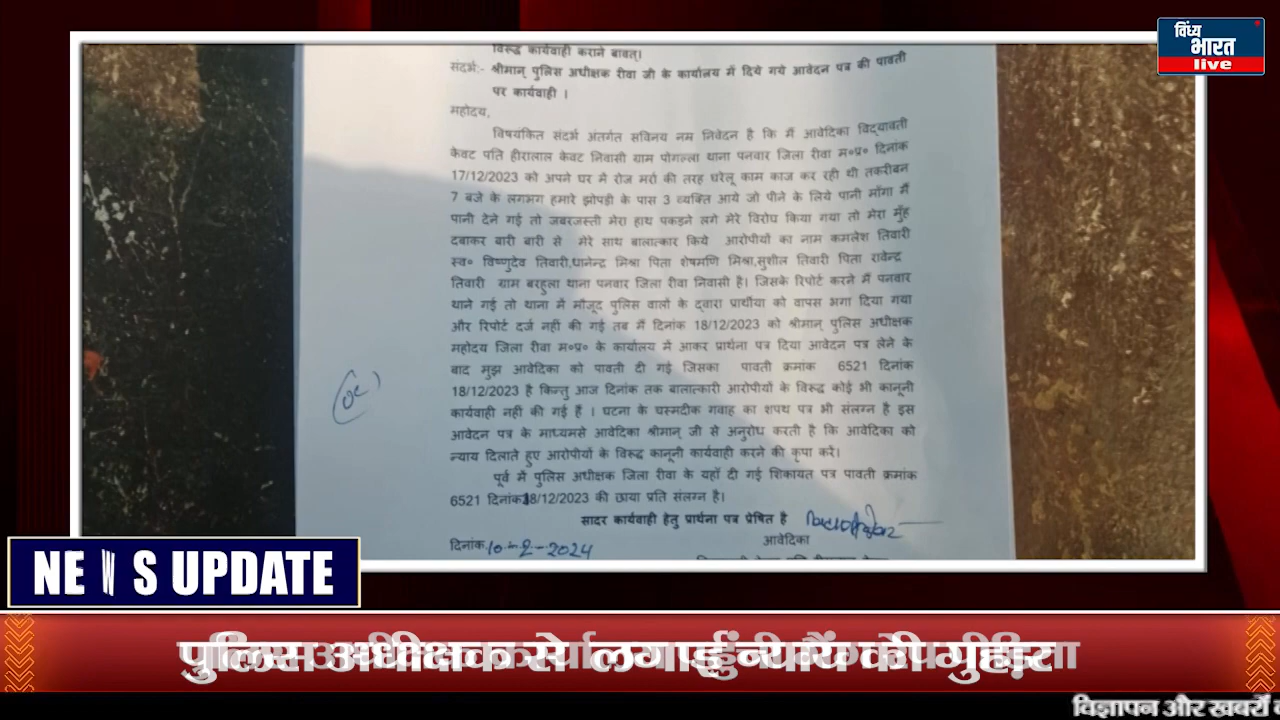 विंध्य
भारत
live
विरूद्ध कार्यवाही कराने बावत्।
संदर्भः- श्रीमान् पुलिस अधीक्षक रीवा जी के कार्यालय में दिये गये आवेदन पत्र की पावती
पर कार्यवाही ।
महोदय,
विषयंकित संदर्भ अंतर्गत सविनय नम निवेदन है कि मैं आवेदिका विद्यावती
केवट पति हीरालाल केवट निवासी ग्राम पोगल्ला थाना पनवार जिला रीवा म०प्र० दिनांक
17/12/2023 को अपने घर मै रोज मर्रा की तरह घरेलू काम काज कर रही थी तकरीबन
7 बजे के लगभग हमारे झोपड़ी के पास 3 व्यक्ति आये जो पीने के लिये पानी माँगा मैं
पानी देने गई तो जबरजस्ती मेरा हाथ पकड़ने लगे मेरे विरोध किया गया तो मेरा मुँह
दबाकर बारी बारी से मेरे साथ बालात्कार किये आरोपीयों का नाम कमलेश तिवारी
स्व० विष्णुदेव तिवारी,धानेन्द्र मिश्रा पिता शेषमणि मिश्रा,सुशील तिवारी पिता रावेन्द्र
तिवारी ग्राम बरहुला थाना पनवार जिला रीवा निवासी है। जिसके रिपोर्ट करने मैं पनवार
थाने गई तो थाना में मौजूद पुलिस वालों के द्वारा प्रार्थीया को वापस भगा दिया गया
और रिपोर्ट दर्ज नही की गई तब मैं दिनांक 18/12/2023 को श्रीमान् पुलिस अधीक्षक
महोदय जिला रीवा म०प्र० के कार्यालय में आकर प्रार्थना पत्र दिया आवेदन पत्र लेने के
बाद मुझ आवेदिका को पावती दी गई जिसका पावती क्रमांक 6521 दिनांक
18/12/2023 है किन्तु आज दिनांक तक बालात्कारी आरोपीयों के विरुद्ध कोई भी कानूनी
कार्यवाही नही की गई हैं । घटना के चस्मदीक गवाह का शपथ पत्र भी संलग्न है इस
आवेदन पत्र के माध्यमसे आवेदिका श्रीमान् जी से अनुरोध करती है कि आवेदिका को
न्याय दिलाते हुए आरोपीयों के विरूद्ध कानूनी कार्यवाही करने की कृपा करें।
पूर्व में पुलिस अधीक्षक जिला रीवा के यहाँ दी गई शिकायत पत्र पावती क्रमांक
6521 दिनांक18/12/2023 की छाया प्रति संलग्न है।
सादर कार्यवाही हेतु प्रार्थना पत्र प्रेषित है
आवेदिका
दिनांक 10-2-2024
NEWS UPDATE
पुलिस अधीक्षक से लगाई न्याय की गुहार
विज्ञापन और खबरों